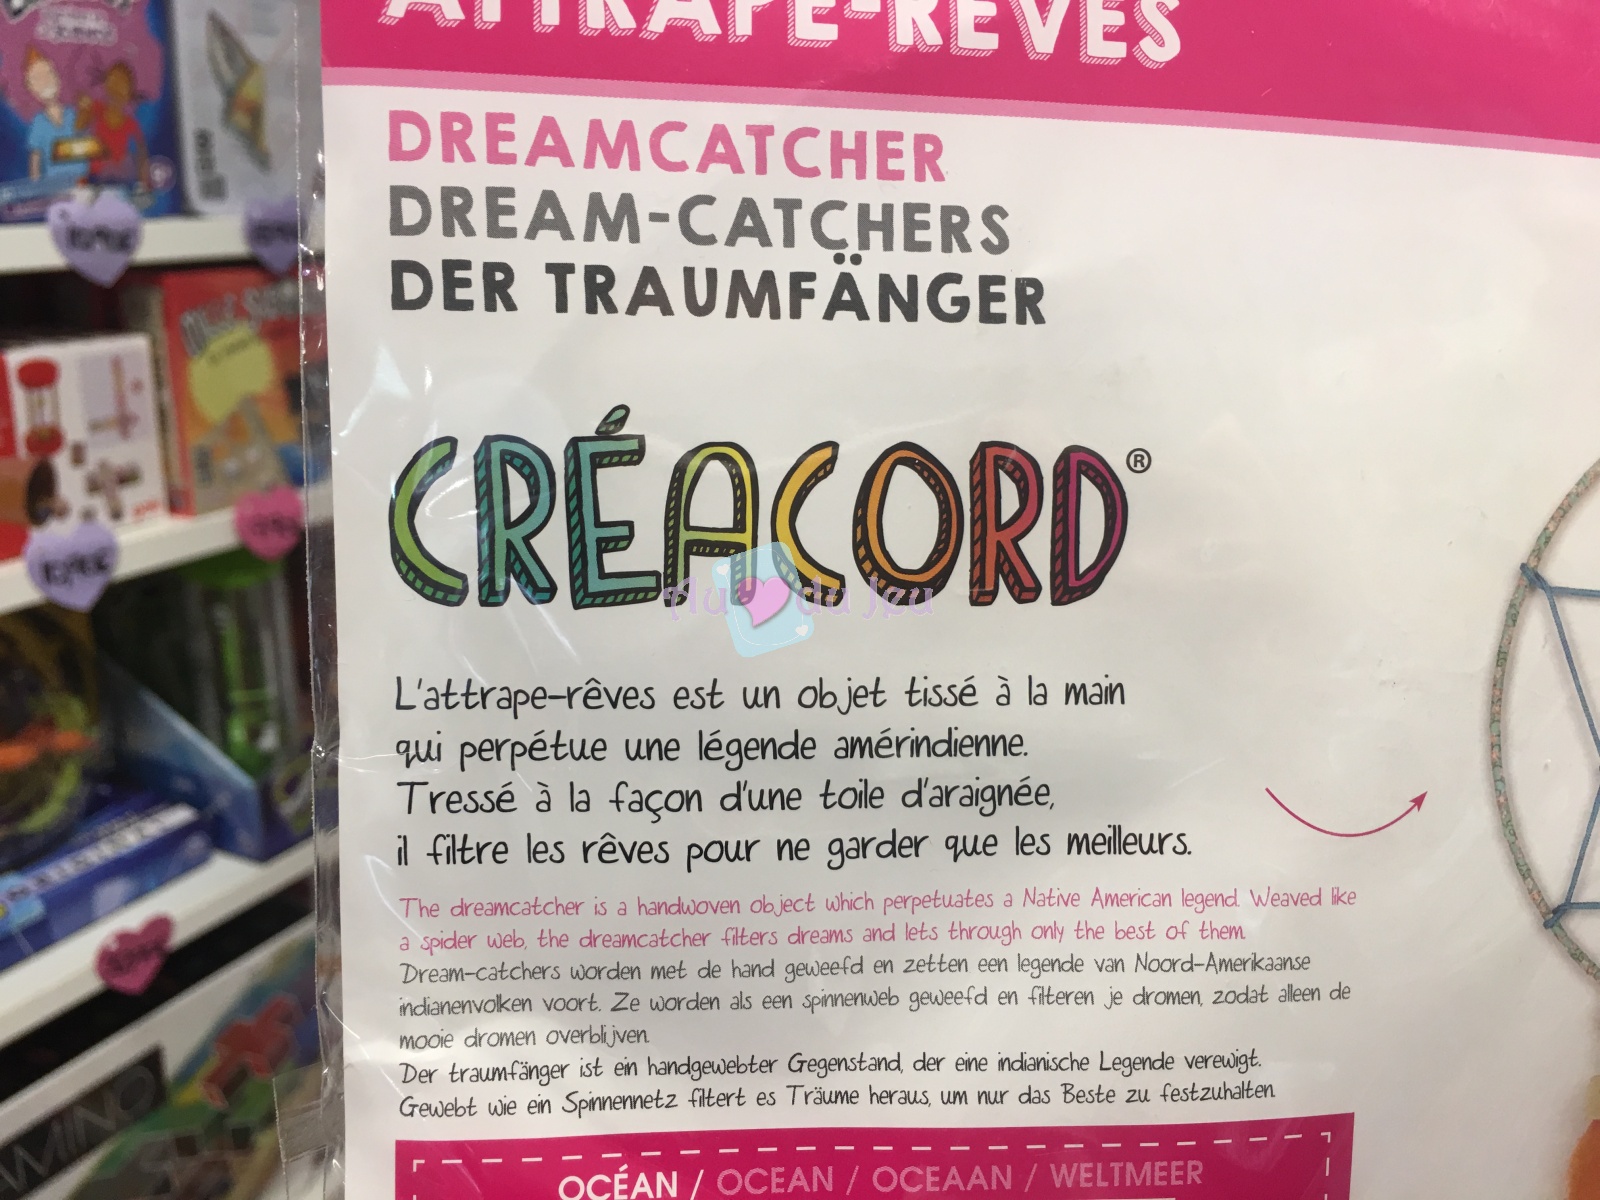 ATTRAPE-RÊVES
DREAMCATCHER
DREAM-CATCHERS
DER TRAUMFÄNGER
CRÉACORD®
Au du Jeu
L'attrape-rêves est un objet tissé à la main
qui perpétue une légende amérindienne.
Tressé à la façon d'une toile d'araignée,
il filtre les rêves pour ne garder que les meilleurs.
The dreamcatcher is a handwoven object which perpetuates a Native American legend. Weaved like
a spider web, the dreamcatcher filters dreams and lets through only the best of them.
Dream-catchers worden met de hand geweefd en zetten een legende van Noord-Amerikaanse
indianenvolken voort. Ze worden als een spinnenweb geweefd en filteren je dromen, zodat alleen de
mooie dromen overblijven.
Der traumfänger ist ein handgewebter Gegenstand, der eine indianische Legende verewigt.
Gewebt wie ein Spinnennetz filtert es Träume heraus, um nur das Beste zu festzuhalten.
OCÉAN / OCEAN / OCEAAN / WELTMEER